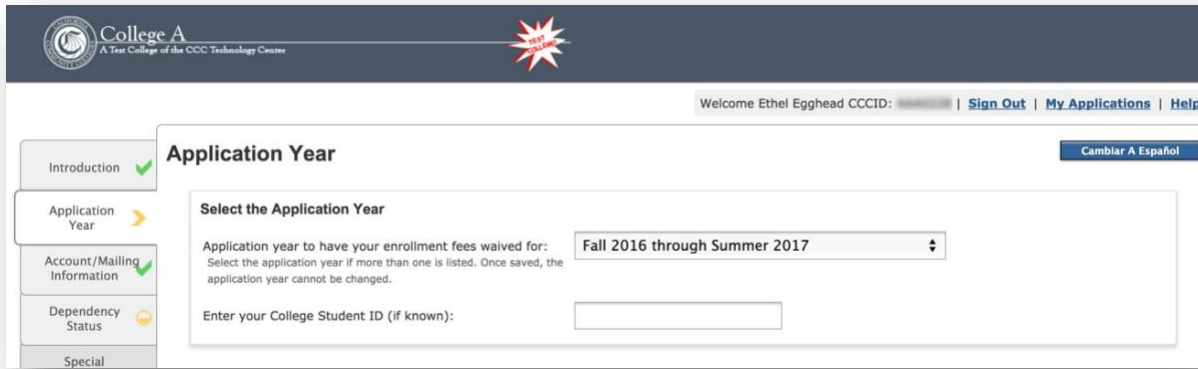 College A
A Test College of the CCC Technology Center
TEST
COLLEGE
Welcome Ethel Egghead CCCID: | Sign Out | My Applications | Help
Introduction
Application Year
Cambiar A Español
Application
Year
Select the Application Year
Application year to have your enrollment fees waived for:
Fall 2016 through Summer 2017
Select the application year if more than one is listed. Once saved, the
application year cannot be changed.
Account/Mailing
Information
Dependency
Status
Enter your College Student ID (if known):
Special